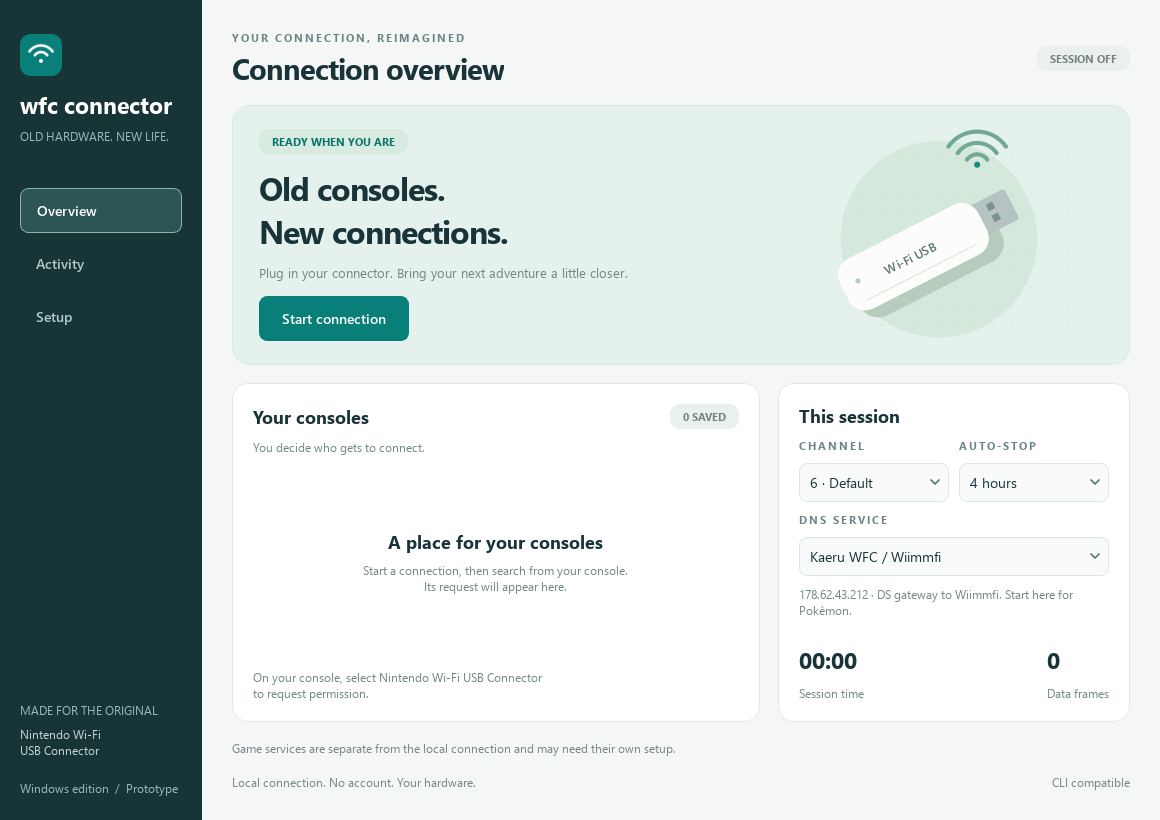 wfc connector
OLD HARDWARE. NEW LIFE.
Overview
Activity
Setup
MADE FOR THE ORIGINAL
Nintendo Wi-Fi
USB Connector
Windows edition / Prototype
YOUR CONNECTION, REIMAGINED
Connection overview
SESSION OFF
READY WHEN YOU ARE
Old consoles.
New connections.
Plug in your connector. Bring your next adventure a little closer.
Start connection
Wi-Fi USB
Your consoles
0 SAVED
You decide who gets to connect.
A place for your consoles
Start a connection, then search from your console.
Its request will appear here.
On your console, select Nintendo Wi-Fi USB Connector
to request permission.
This session
CHANNEL
AUTO-STOP
6 · Default
4 hours
DNS SERVICE
Kaeru WFC / Wiimmfi
178.62.43.212 · DS gateway to Wiimmfi. Start here for
Pokémon.
00:00
0
Session time
Data frames
Game services are separate from the local connection and may need their own setup.
Local connection. No account. Your hardware.
CLI compatible